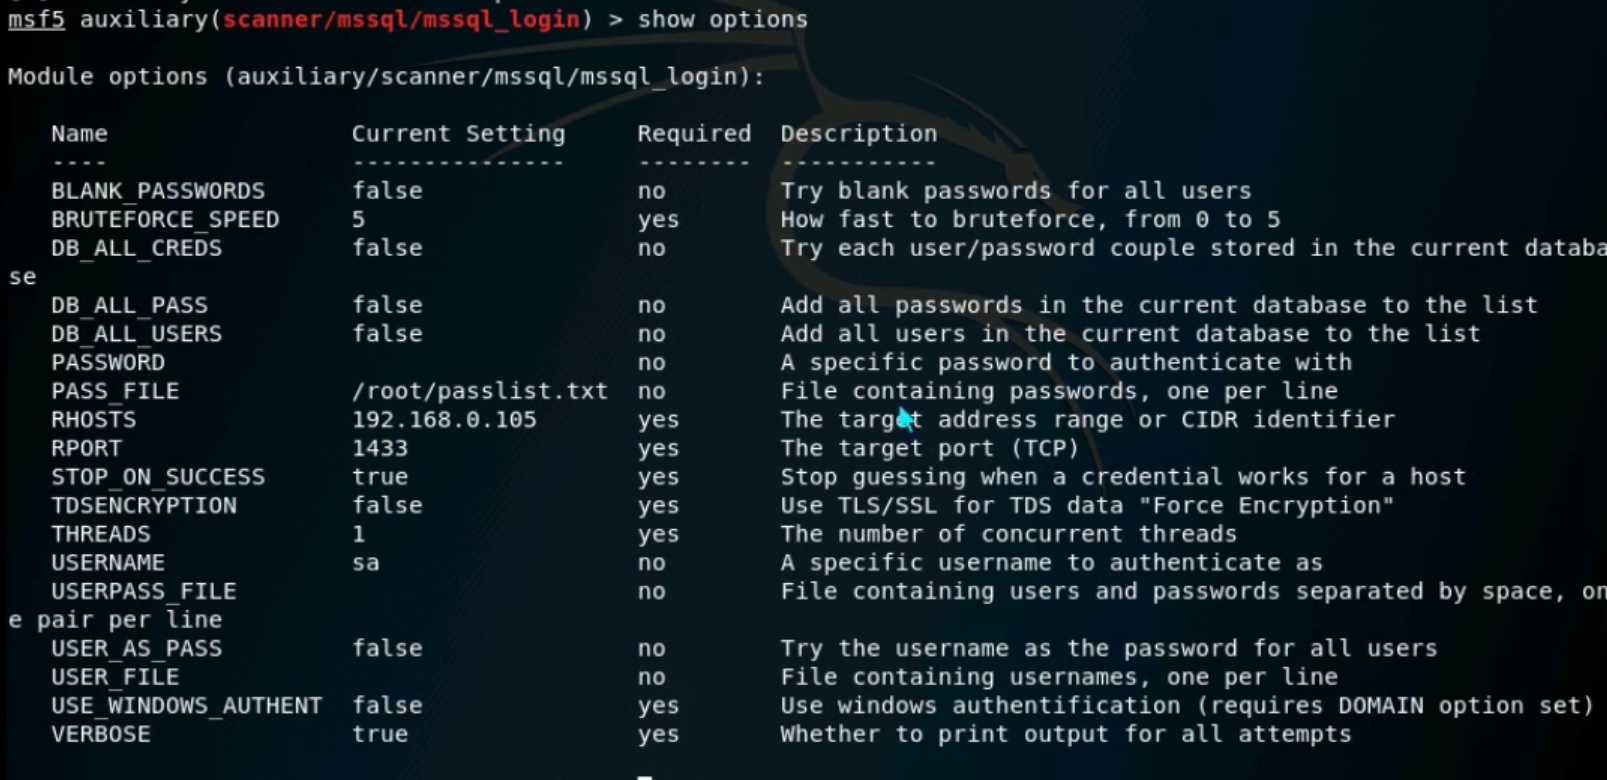 msf5 auxiliary(scanner/mssql/mssql_login) > show options
Module options (auxiliary/scanner/mssql/mssql_login):
Name Current Setting Required Description
---- --------------- -------- -----------
BLANK_PASSWORDS false no Try blank passwords for all users
BRUTEFORCE_SPEED 5 yes How fast to bruteforce, from 0 to 5
DB_ALL_CREDS false no Try each user/password couple stored in the current databa
se
DB_ALL_PASS false no Add all passwords in the current database to the list
DB_ALL_USERS false no Add all users in the current database to the list
PASSWORD no A specific password to authenticate with
PASS_FILE /root/passlist.txt no File containing passwords, one per line
RHOSTS 192.168.0.105 yes The target address range or CIDR identifier
RPORT 1433 yes The target port (TCP)
STOP_ON_SUCCESS true yes Stop guessing when a credential works for a host
TDSENCRYPTION false yes Use TLS/SSL for TDS data "Force Encryption"
THREADS 1 yes The number of concurrent threads
USERNAME sa no A specific username to authenticate as
USERPASS_FILE no File containing users and passwords separated by space, on
e pair per line
USER_AS_PASS false no Try the username as the password for all users
USER_FILE no File containing usernames, one per line
USE_WINDOWS_AUTHENT false yes Use windows authentification (requires DOMAIN option set)
VERBOSE true yes Whether to print output for all attempts